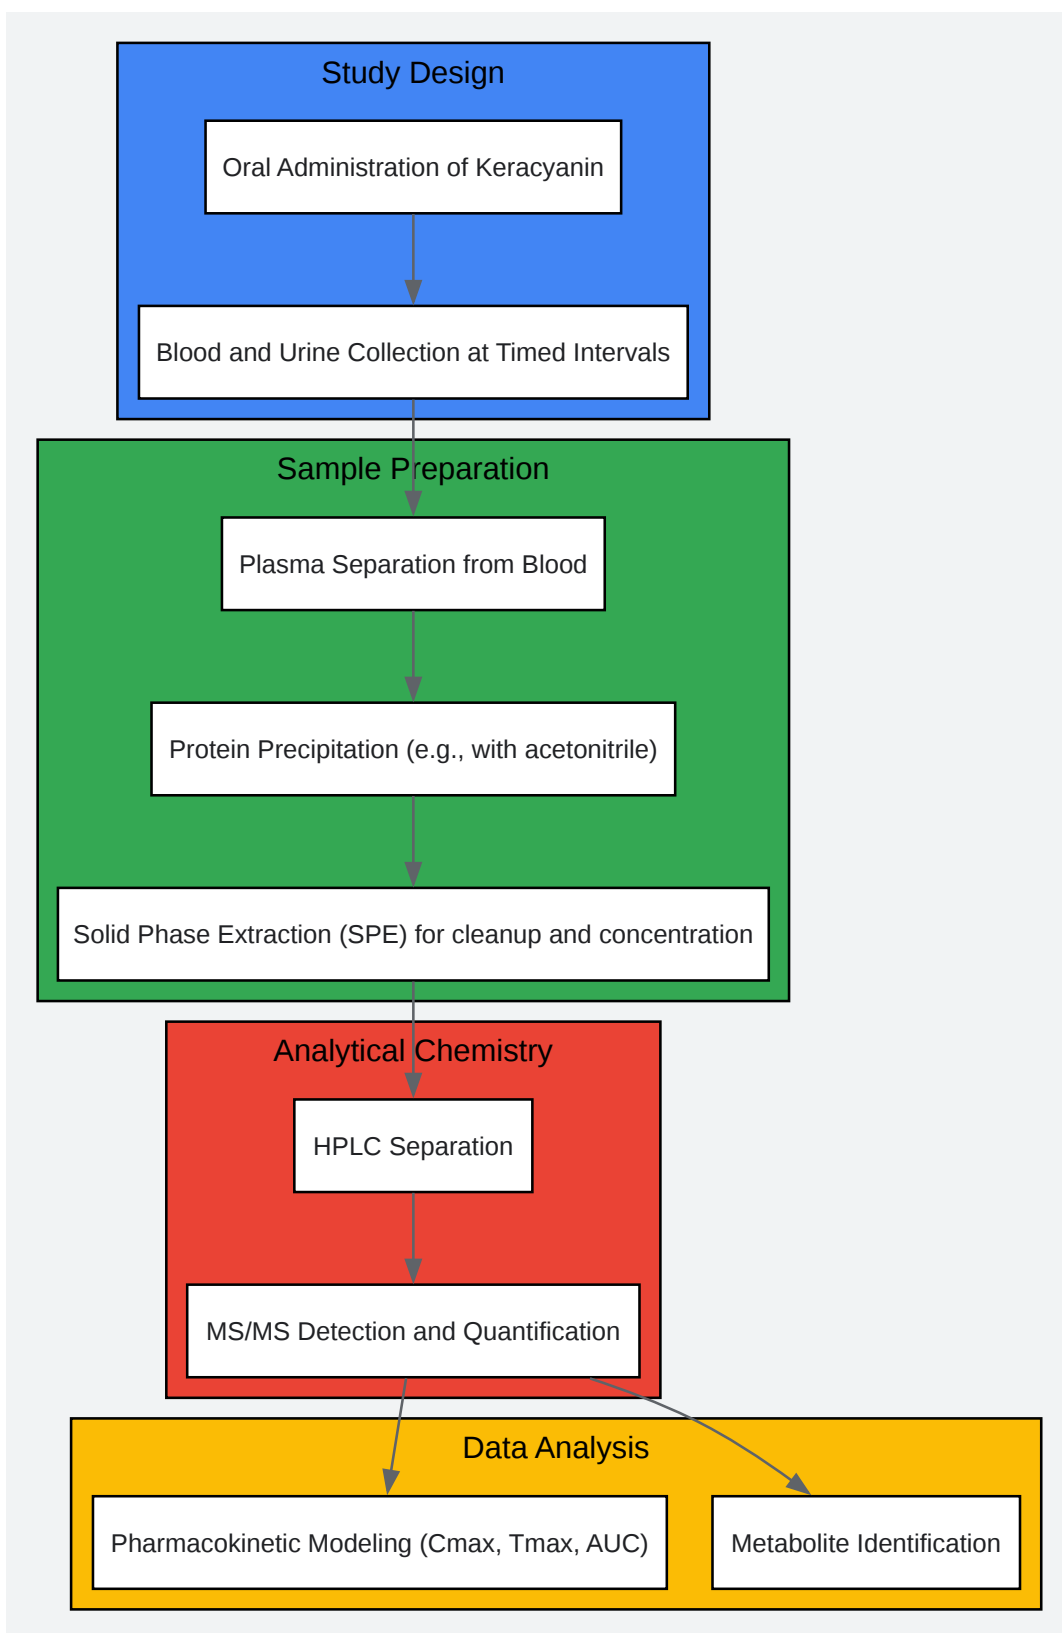 Study Design
Oral Administration of Keracyanin
Blood and Urine Collection at Timed Intervals
Sample Preparation
Plasma Separation from Blood
Protein Precipitation (e.g., with acetonitrile)
Solid Phase Extraction (SPE) for cleanup and concentration
Analytical Chemistry
HPLC Separation
MS/MS Detection and Quantification
Data Analysis
Pharmacokinetic Modeling (Cmax, Tmax, AUC)
Metabolite Identification